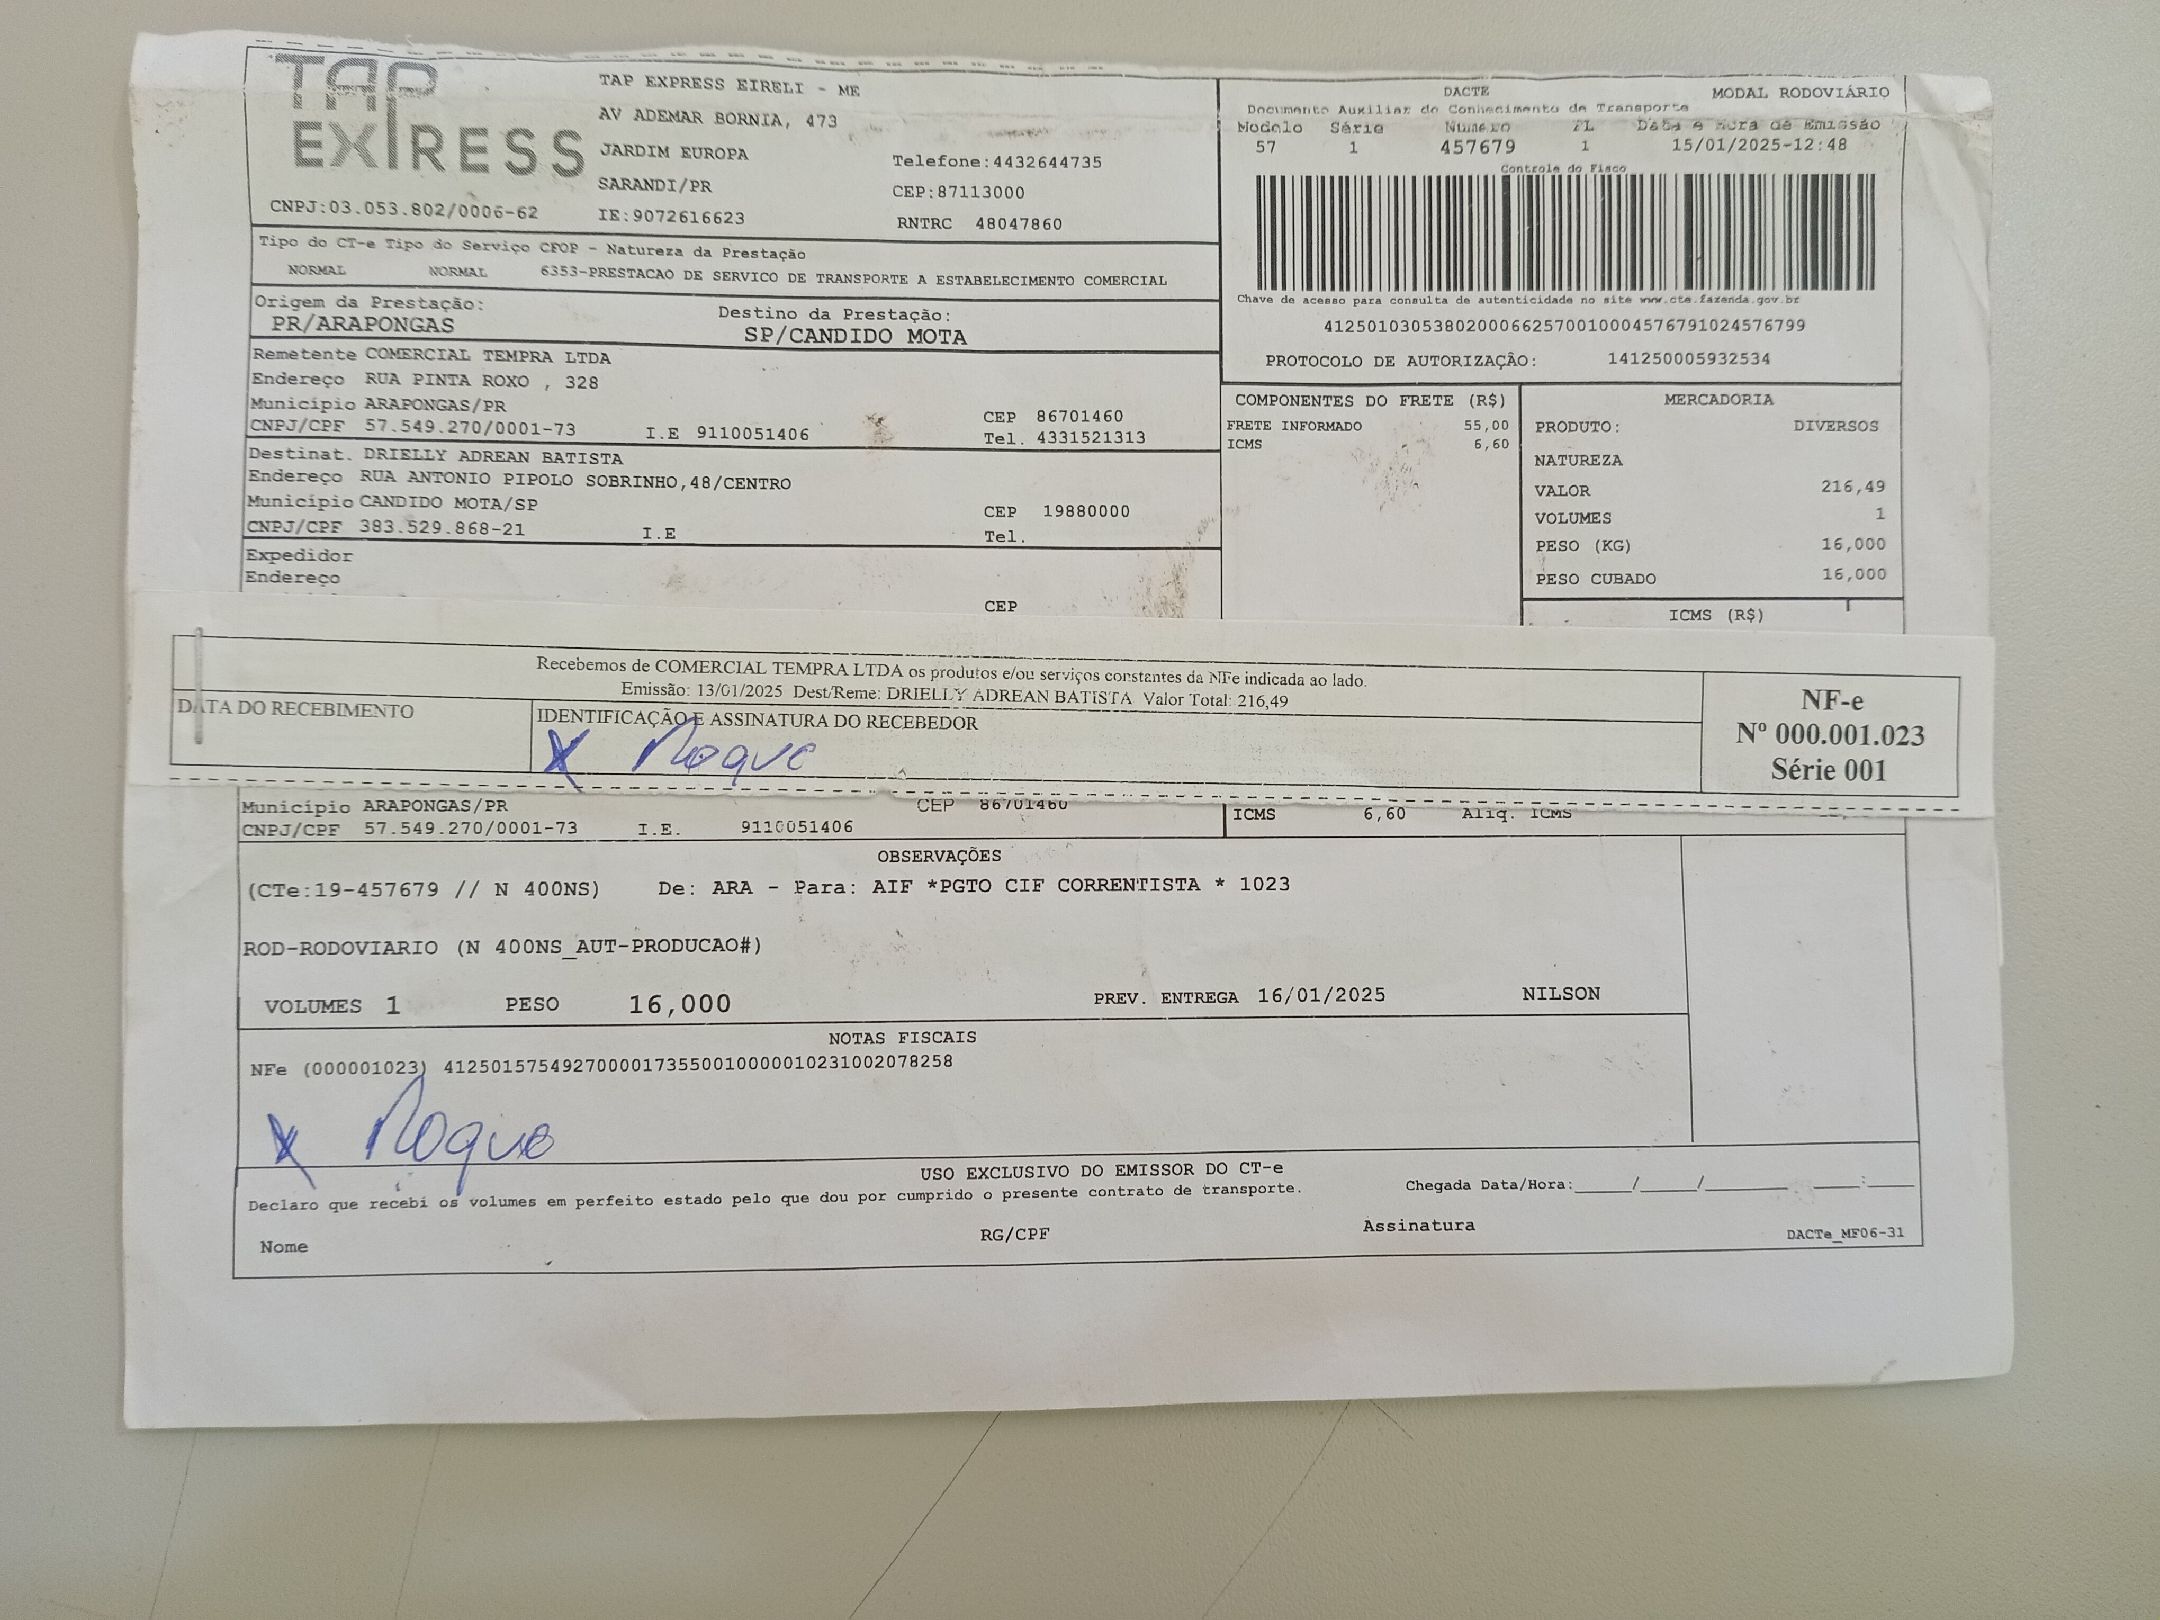 TAP
EXPRESS
TAP EXPRESS EIRELI - ME
AV ADEMAR BORNIA, 473
JARDIM EUROPA
SARANDI/PR
IE:9072616623
Telefone:4432644735
CEP:87113000
RNTRC 48047860
CNPJ:03.053.802/0006-62
DACTE MODAL RODOVIÁRIO
Documento Auxiliar do Conhecimento de Transporte
Modelo Série Número FL Data e Hora de Emissão
57 1 457679 1 15/01/2025-12:48
Controle do Fisco
Chave de acesso para consulta de autenticidade no site www.cte.fazenda.gov.br
41250103053802000662570010004576791024576799
PROTOCOLO DE AUTORIZAÇÃO: 141250005932534
Tipo do CT-e Tipo do Serviço CFOP - Natureza da Prestação
NORMAL NORMAL 6353-PRESTACAO DE SERVICO DE TRANSPORTE A ESTABELECIMENTO COMERCIAL
Origem da Prestação: Destino da Prestação:
PR/ARAPONGAS SP/CANDIDO MOTA
Remetente COMERCIAL TEMPRA LTDA
Endereço RUA PINTA ROXO , 328
Município ARAPONGAS/PR CEP 86701460
CNPJ/CPF 57.549.270/0001-73 I.E 9110051406 Tel. 4331521313
Destinat. DRIELLY ADREAN BATISTA
Endereço RUA ANTONIO PIPOLO SOBRINHO,48/CENTRO
Município CANDIDO MOTA/SP CEP 19880000
CNPJ/CPF 383.529.868-21 I.E Tel.
Expedidor
Endereço
CEP
COMPONENTES DO FRETE (R$)
FRETE INFORMADO 55,00
ICMS 6,60
MERCADORIA
PRODUTO: DIVERSOS
NATUREZA
VALOR 216,49
VOLUMES 1
PESO (KG) 16,000
PESO CUBADO 16,000
ICMS (R$)
Recebemos de COMERCIAL TEMPRA LTDA os produtos e/ou serviços constantes da NFe indicada ao lado.
Emissão: 13/01/2025 Dest/Reme: DRIELLY ADREAN BATISTA Valor Total: 216,49
DATA DO RECEBIMENTO IDENTIFICAÇÃO E ASSINATURA DO RECEBEDOR
X Roque
NF-e
Nº 000.001.023
Série 001
Município ARAPONGAS/PR CEP 86701460
CNPJ/CPF 57.549.270/0001-73 I.E. 9110051406
ICMS 6,60 Aliq. ICMS
OBSERVAÇÕES
(CTe:19-457679 // N 400NS) De: ARA - Para: AIF *PGTO CIF CORRENTISTA * 1023
ROD-RODOVIARIO (N 400NS_AUT-PRODUCAO#)
VOLUMES 1 PESO 16,000 PREV. ENTREGA 16/01/2025 NILSON
NOTAS FISCAIS
NFe (000001023) 41250157549270000173550010000010231002078258
X Roque
USO EXCLUSIVO DO EMISSOR DO CT-e
Declaro que recebi os volumes em perfeito estado pelo que dou por cumprido o presente contrato de transporte. Chegada Data/Hora:____/____/______ ____:____
Nome RG/CPF Assinatura DACTe_MF06-31